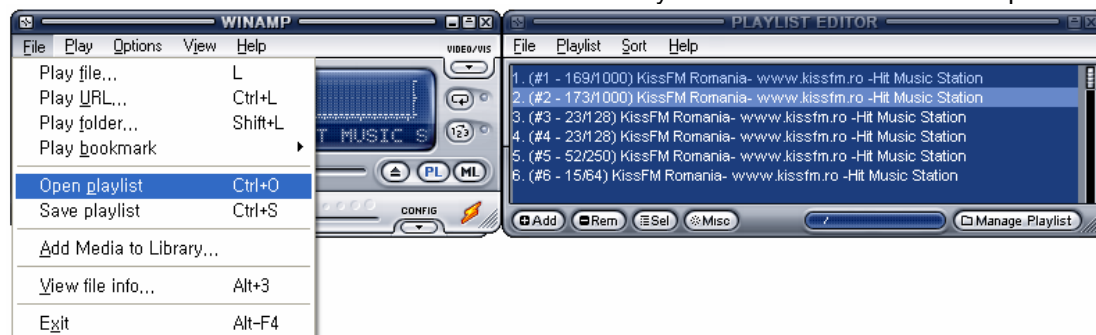 WINAMP
File Play Options View Help
VIDEO/VIS
Play file... L
Play URL... Ctrl+L
Play folder... Shift+L
Play bookmark
Open playlist Ctrl+O
Save playlist Ctrl+S
Add Media to Library...
View file info... Alt+3
Exit Alt-F4
T MUSIC S
123
PL ML
CONFIG
PLAYLIST EDITOR
File Playlist Sort Help
1. (#1 - 169/1000) KissFM Romania- www.kissfm.ro -Hit Music Station
2. (#2 - 173/1000) KissFM Romania- www.kissfm.ro -Hit Music Station
3. (#3 - 23/128) KissFM Romania- www.kissfm.ro -Hit Music Station
4. (#4 - 23/128) KissFM Romania- www.kissfm.ro -Hit Music Station
5. (#5 - 52/250) KissFM Romania- www.kissfm.ro -Hit Music Station
6. (#6 - 15/64) KissFM Romania- www.kissfm.ro -Hit Music Station
Add Rem Sel Misc Manage Playlist